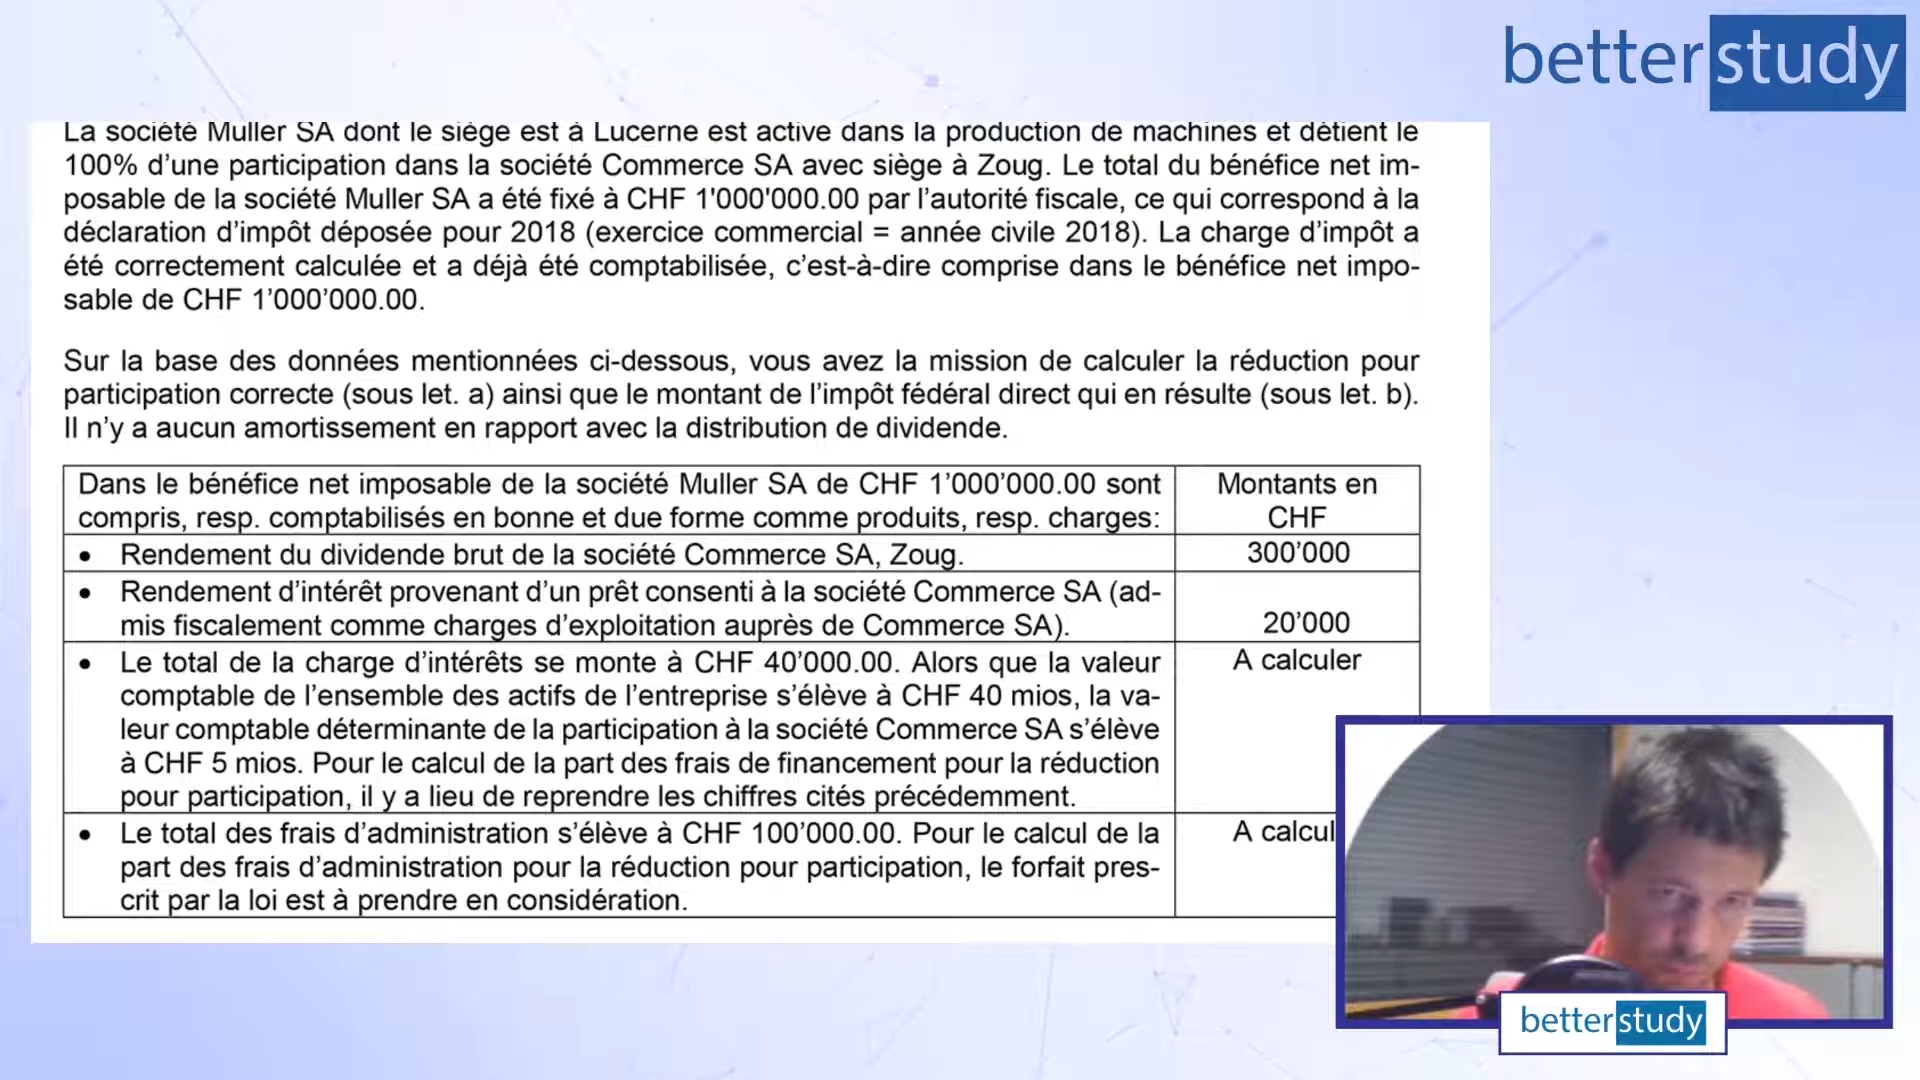 betterstudy
La société Muller SA dont le siège est à Lucerne est active dans la production de machines et détient le
100% d’une participation dans la société Commerce SA avec siège à Zoug. Le total du bénéfice net im-
posable de la société Muller SA a été fixé à CHF 1'000'000.00 par l’autorité fiscale, ce qui correspond à la
déclaration d’impôt déposée pour 2018 (exercice commercial = année civile 2018). La charge d’impôt a
été correctement calculée et a déjà été comptabilisée, c’est-à-dire comprise dans le bénéfice net impo-
sable de CHF 1’000’000.00.
Sur la base des données mentionnées ci-dessous, vous avez la mission de calculer la réduction pour
participation correcte (sous let. a) ainsi que le montant de l’impôt fédéral direct qui en résulte (sous let. b).
Il n’y a aucun amortissement en rapport avec la distribution de dividende.
Dans le bénéfice net imposable de la société Muller SA de CHF 1’000’000.00 sont
compris, resp. comptabilisés en bonne et due forme comme produits, resp. charges:
Montants en
CHF
• Rendement du dividende brut de la société Commerce SA, Zoug.
300’000
• Rendement d’intérêt provenant d’un prêt consenti à la société Commerce SA (ad-
mis fiscalement comme charges d’exploitation auprès de Commerce SA).
20’000
• Le total de la charge d’intérêts se monte à CHF 40’000.00. Alors que la valeur
comptable de l’ensemble des actifs de l’entreprise s’élève à CHF 40 mios, la va-
leur comptable déterminante de la participation à la société Commerce SA s’élève
à CHF 5 mios. Pour le calcul de la part des frais de financement pour la réduction
pour participation, il y a lieu de reprendre les chiffres cités précédemment.
A calculer
• Le total des frais d’administration s’élève à CHF 100’000.00. Pour le calcul de la
part des frais d’administration pour la réduction pour participation, le forfait pres-
crit par la loi est à prendre en considération.
A calcul
betterstudy